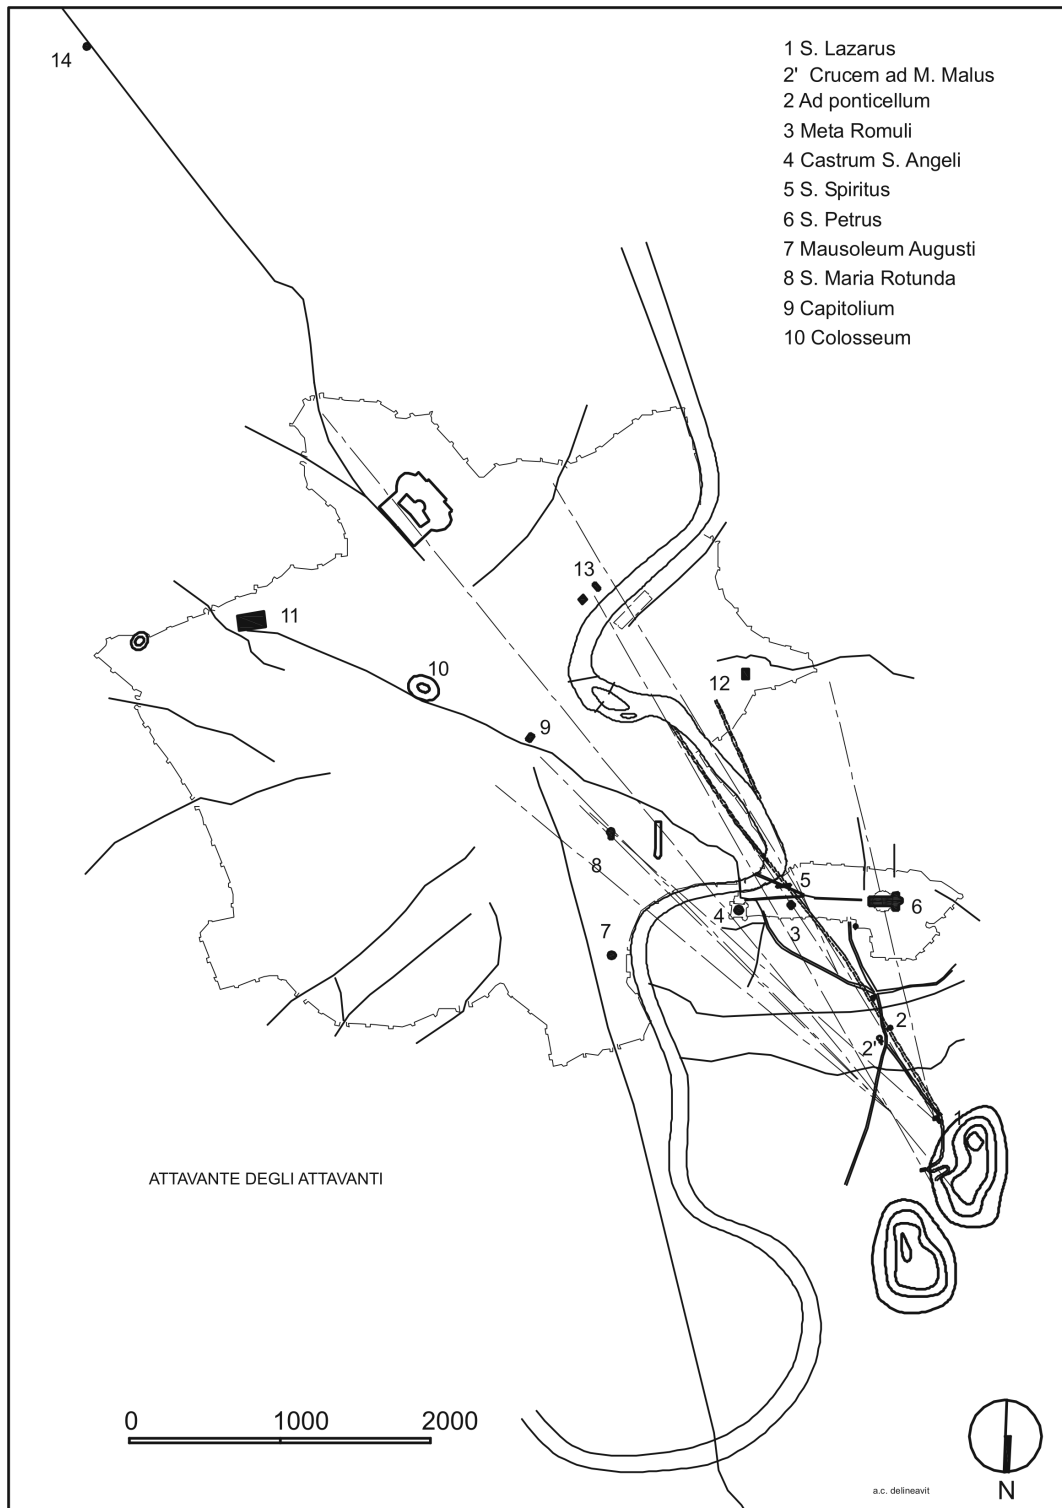 14
1 S. Lazarus
2' Crucem ad M. Malus
2 Ad ponticellum
3 Meta Romuli
4 Castrum S. Angeli
5 S. Spiritus
6 S. Petrus
7 Mausoleum Augusti
8 S. Maria Rotunda
9 Capitolium
10 Colosseum
13
11
10
12
9
8
5
6
4
3
7
2
2'
1
ATTAVANTE DEGLI ATTAVANTI
0 1000 2000
N
a.c. delineavit